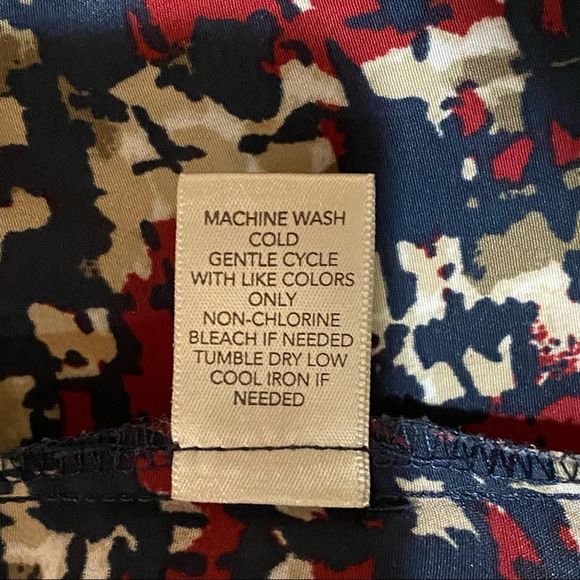 MACHINE WASH
COLD
GENTLE CYCLE
WITH LIKE COLORS
ONLY
NON-CHLORINE
BLEACH IF NEEDED
TUMBLE DRY LOW
COOL IRON IF
NEEDED